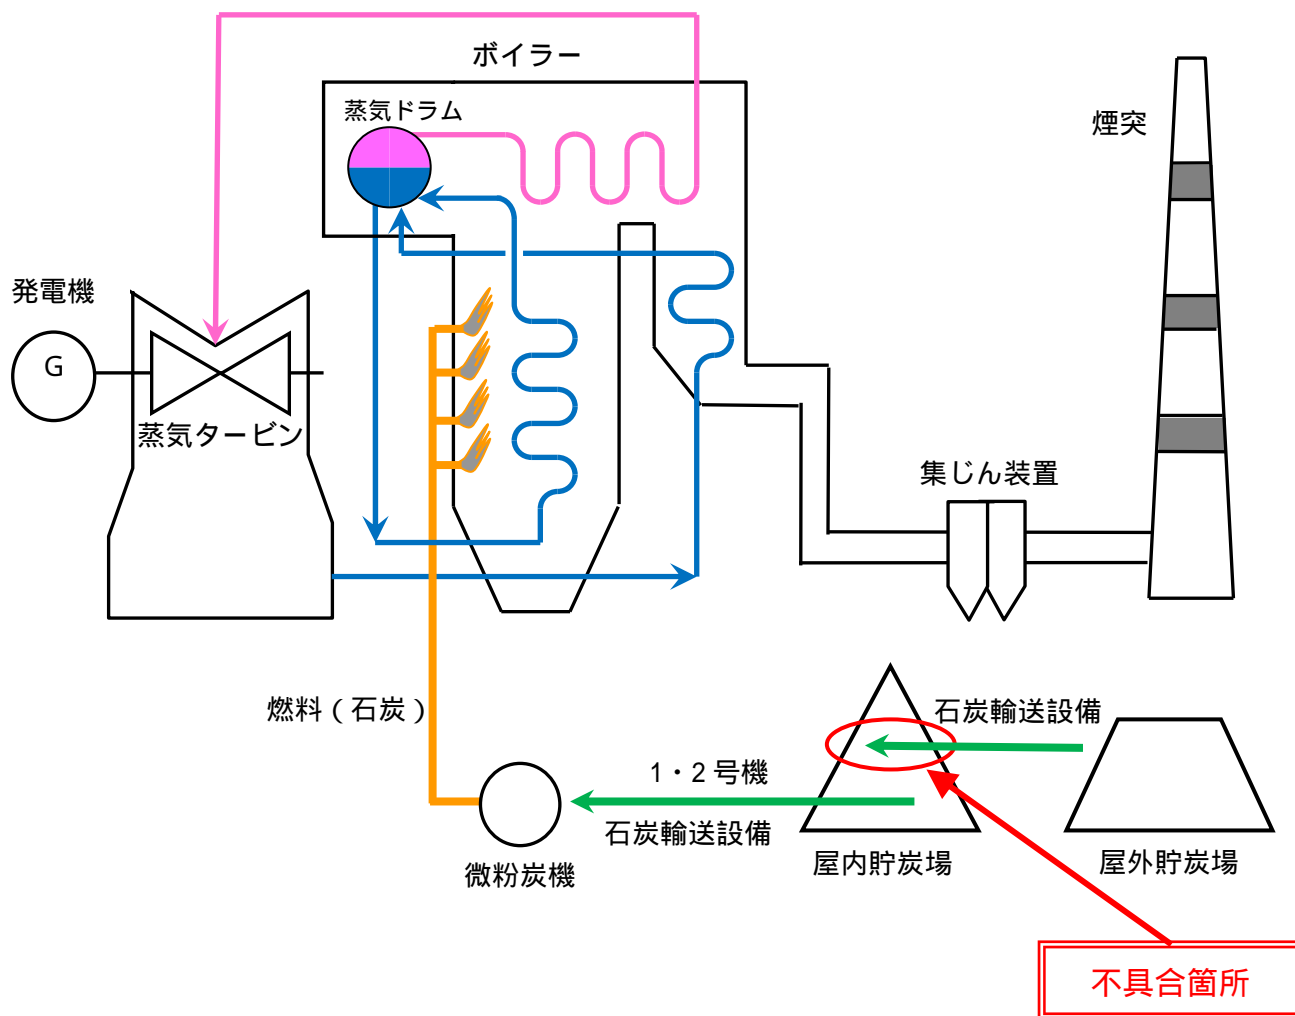 ボイラー
蒸気ドラム
煙突
発電機
G
蒸気タービン
集じん装置
燃料（石炭）
石炭輸送設備
1・2号機
石炭輸送設備
微粉炭機
屋内貯炭場
屋外貯炭場
不具合箇所